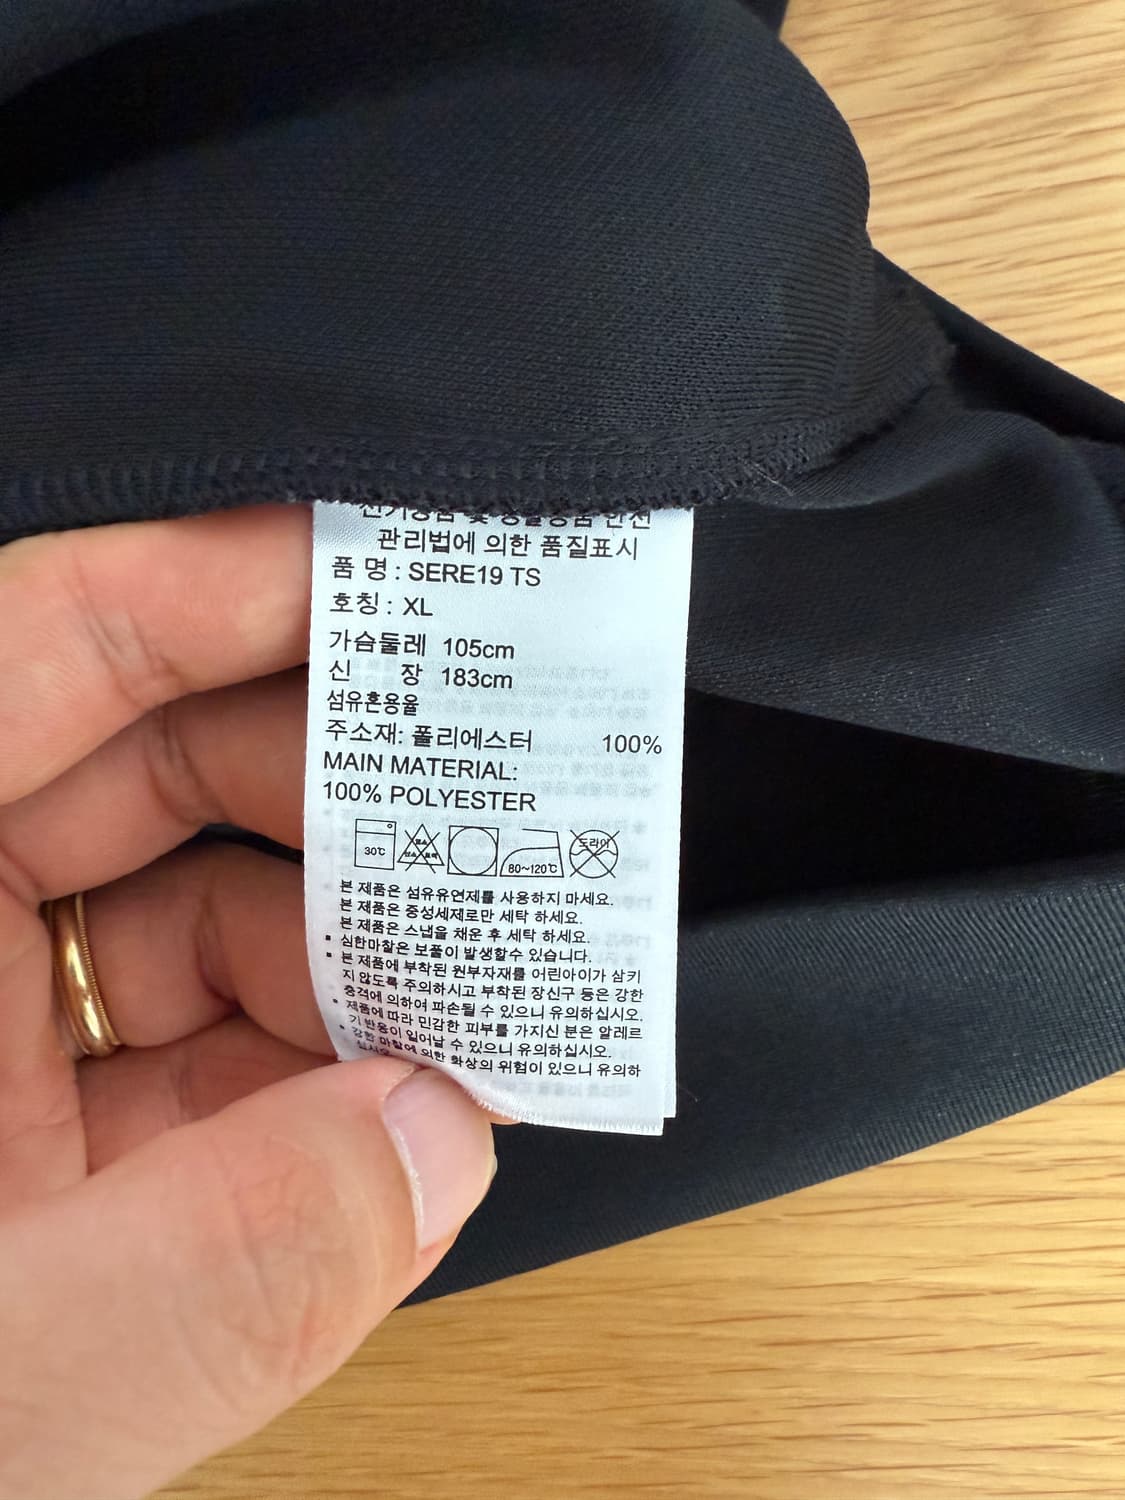 관리법에 의한 품질표시
품 명 : SERE19 TS
호칭 : XL
가슴둘레 105cm
신 장 183cm
섬유혼용율
주소재: 폴리에스터 100%
MAIN MATERIAL:
100% POLYESTER
30℃
80~120℃
드라이
본 제품은 섬유유연제를 사용하지 마세요.
본 제품은 중성세제로만 세탁 하세요.
본 제품은 스냅을 채운 후 세탁 하세요.
▪ 심한마찰은 보풀이 발생할수 있습니다.
▪ 본 제품에 부착된 원부자재를 어린아이가 삼키
지 않도록 주의하시고 부착된 장신구 등은 강한
충격에 의하여 파손될 수 있으니 유의하십시오.
▪ 제품에 따라 민감한 피부를 가지신 분은 알레르
기 반응이 일어날 수 있으니 유의하십시오.
▪ 강한 마찰에 의한 화상의 위험이 있으니 유의하
십시오